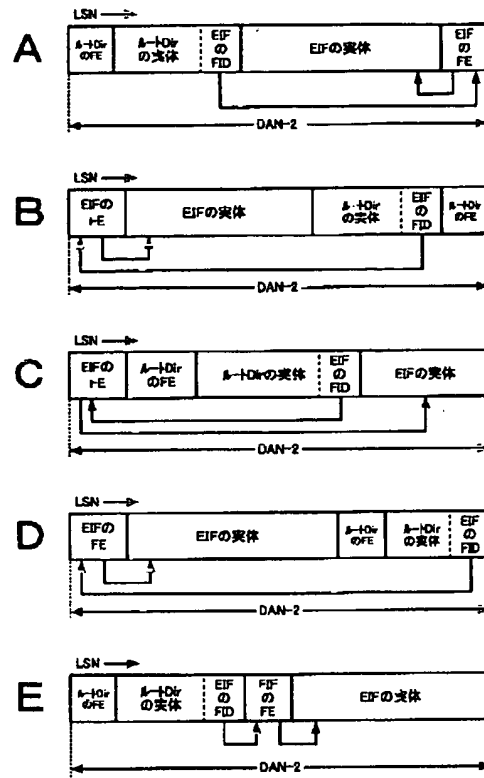 LSN
A
ルートDir
のFE
ルートDir
の実体
EIF
の
FID
EIFの実体
EIF
の
FE
DAN-2
LSN
B
EIFの
FE
EIFの実体
ルートDir
の実体
EIF
の
FID
ルートDir
のFE
DAN-2
LSN
C
EIFの
FE
ルートDir
のFE
ルートDirの実体
EIF
の
FID
EIFの実体
DAN-2
LSN
D
EIFの
FE
EIFの実体
ルートDir
のFE
ルートDir
の実体
EIF
の
FID
DAN-2
LSN
E
ルートDir
のFE
ルートDir
の実体
EIF
の
FID
EIF
の
FE
EIFの実体
DAN-2